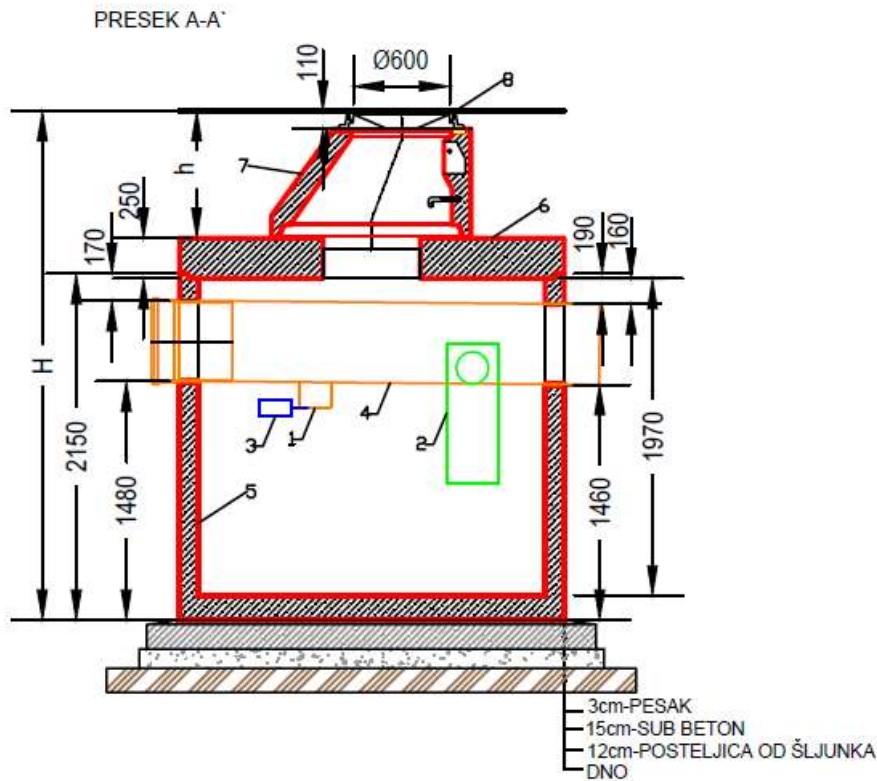 PRESEK A-A`
110
Ø600
8
h
7
250
6
190
160
170
H
2150
1480
3
1
4
2
5
1970
1460
3cm-PESAK
15cm-SUB BETON
12cm-POSTELJICA OD ŠLJUNKA
DNO